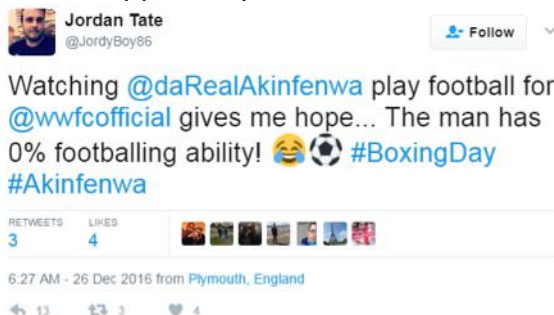 Jordan Tate
@JordyBoy86
Follow
Watching @daRealAkinfenwa play football for
@wwfcofficial gives me hope... The man has
0% footballing ability! 😂⚽ #BoxingDay
#Akinfenwa
RETWEETS LIKES
3 4
6:27 AM - 26 Dec 2016 from Plymouth, England
13 3 4